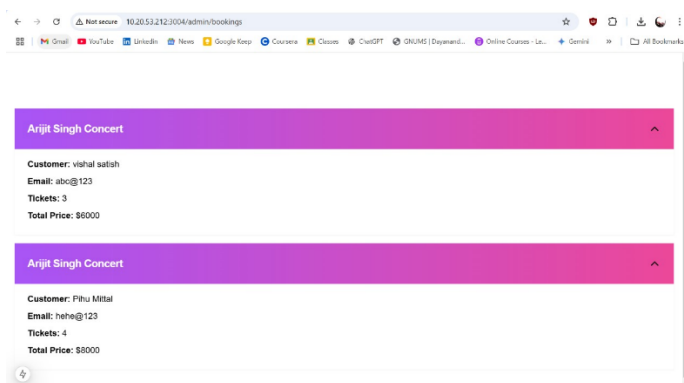 Not secure 10.20.53.212:3004/admin/bookings
Gmail YouTube LinkedIn News Google Keep Coursera Classes ChatGPT GNUMS | Dayanand... Online Courses - Le... Gemini » All Bookmarks
Arijit Singh Concert
Customer: vishal satish
Email: abc@123
Tickets: 3
Total Price: $6000
Arijit Singh Concert
Customer: Pihu Mittal
Email: hehe@123
Tickets: 4
Total Price: $8000